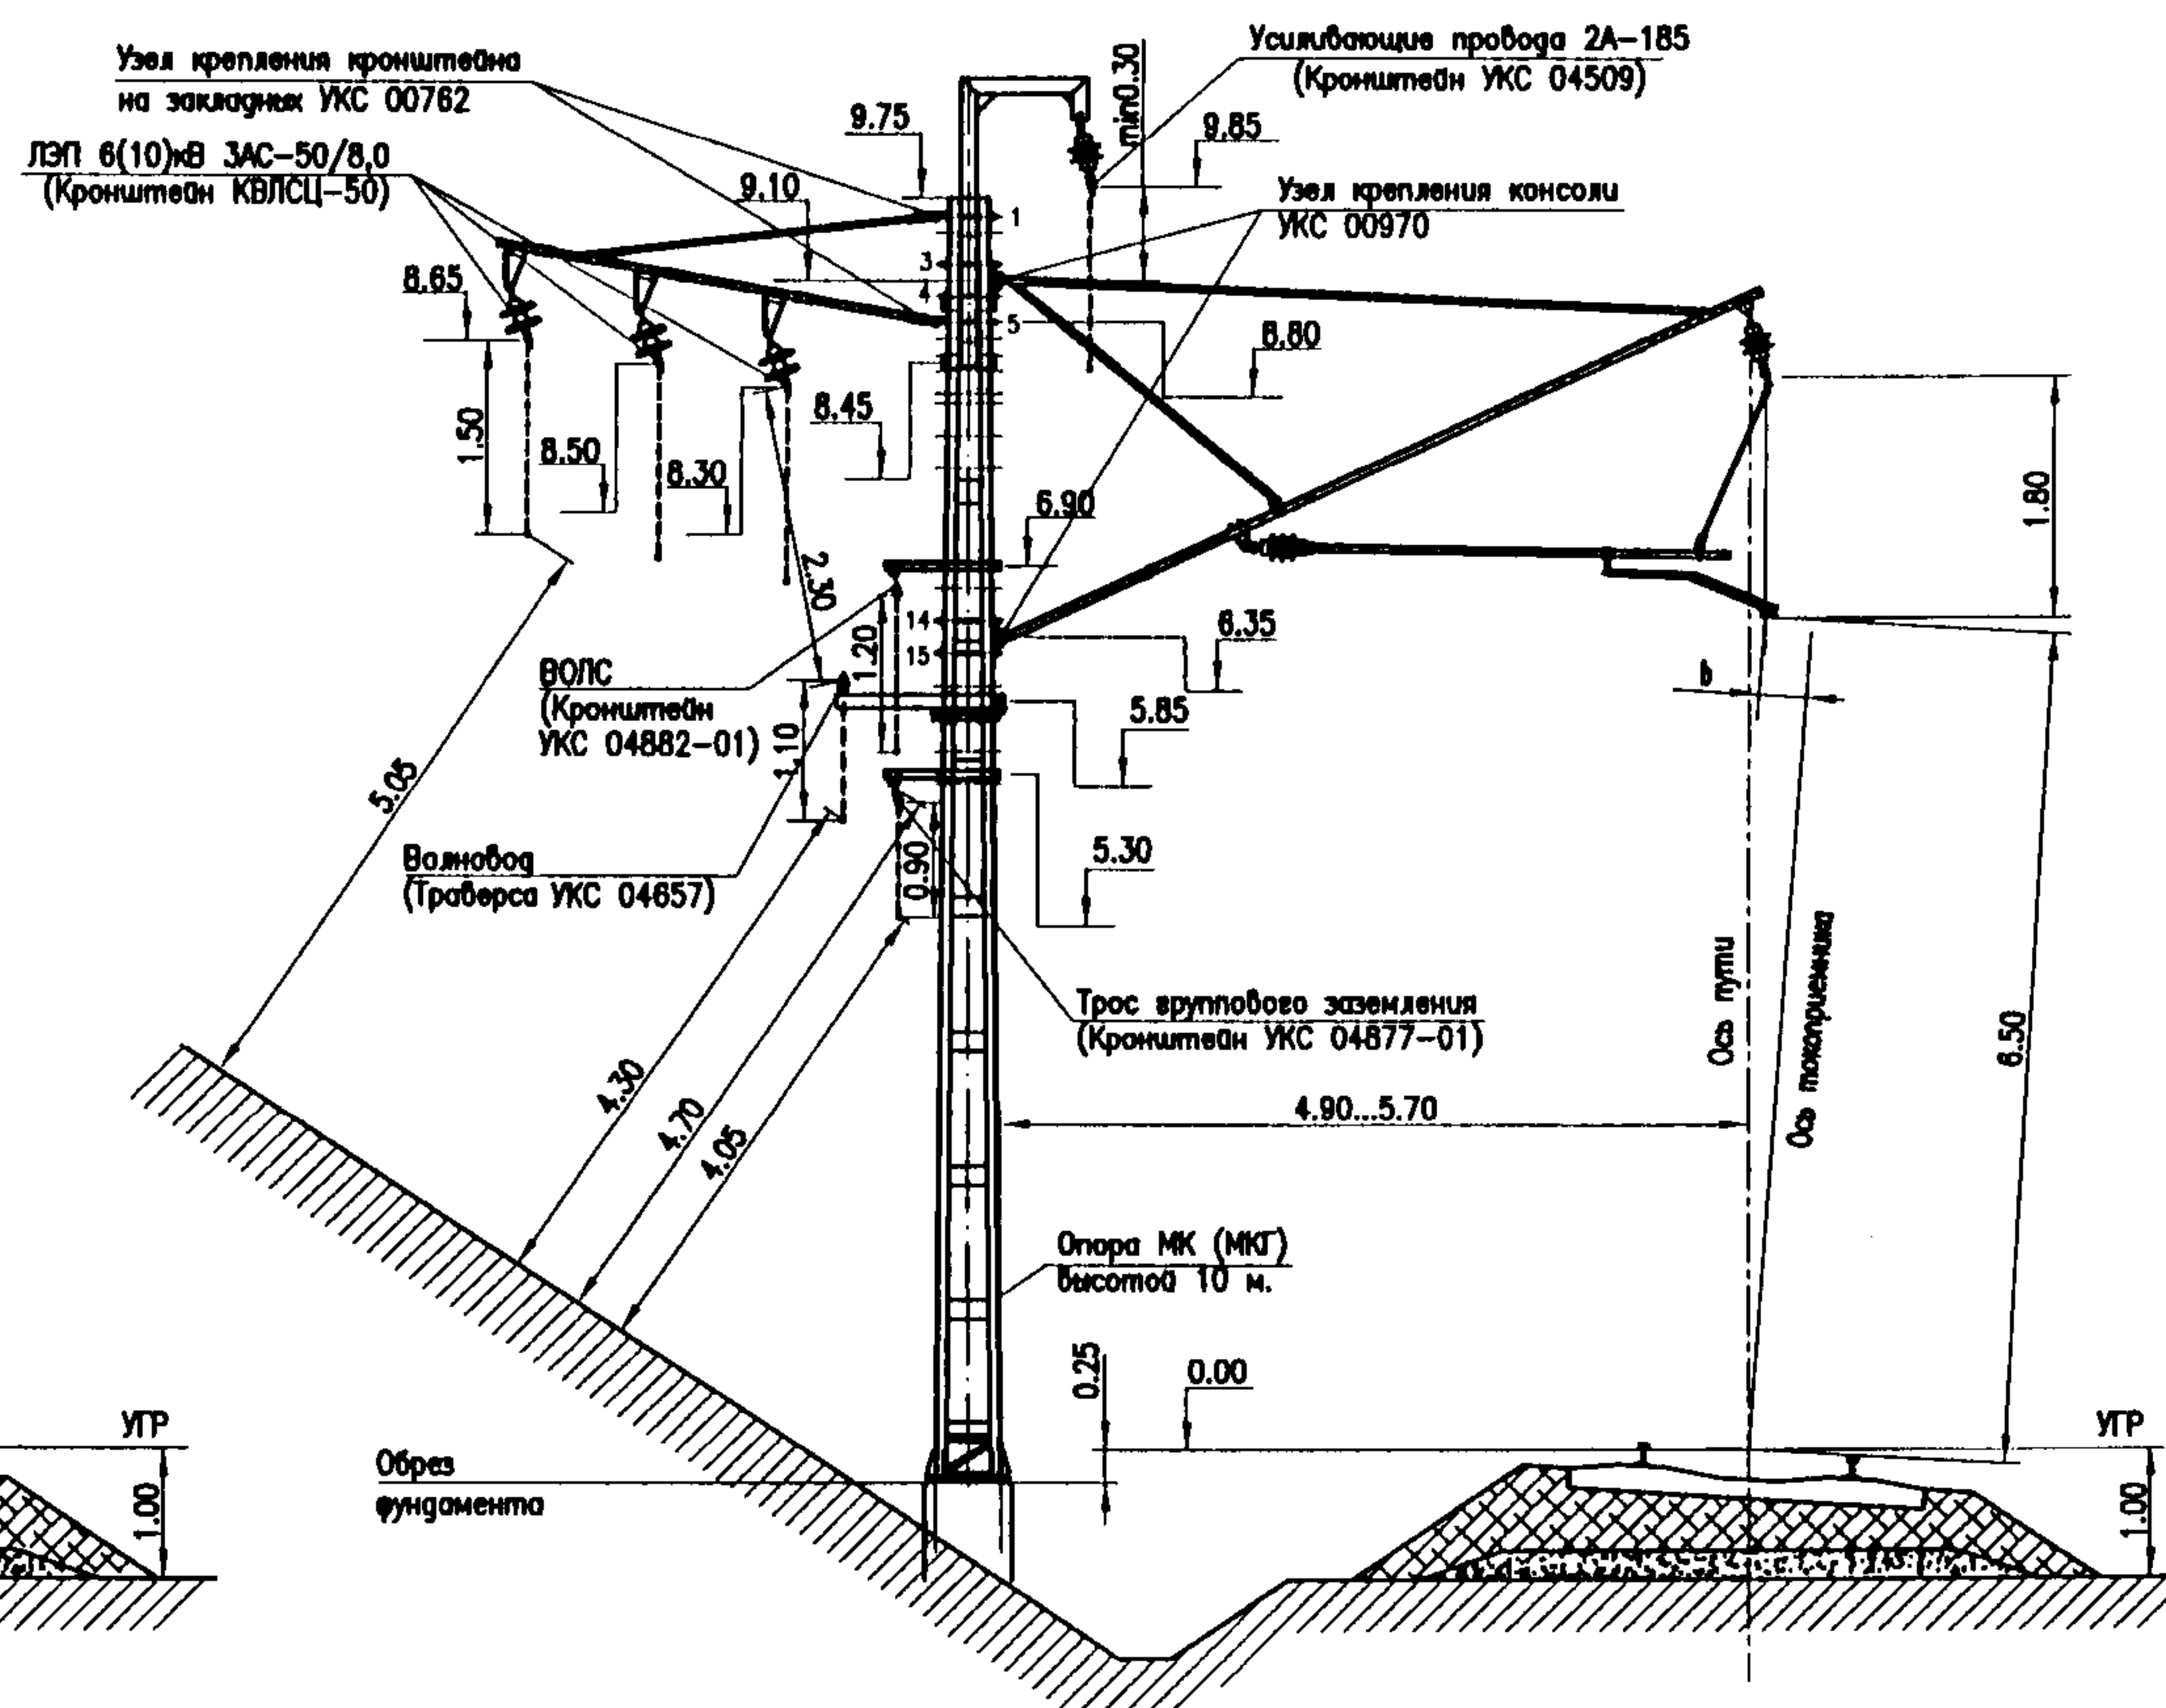 Узел крепления кронштейна
на закладных УКС 00762
ЛЭП 6(10)кВ 3АС-50/8,0
(Кронштейн КВЛСЦ-50)
Усиливающие провода 2А-185
(Кронштейн УКС 04509)
min0.30
9.75
9.85
9.10
Узел крепления консоли
УКС 00970
1
3
4
5
8.65
8.80
1.50
8.50
8.30
8.45
6.90
1.80
2.30
14
15
1.20
6.35
ВОЛС
(Кронштейн
УКС 04882-01)
1.10
5.85
b
5.05
Волновод
(Траверса УКС 04657)
0.90
5.30
Ось пути
Ось токоприемника
6.50
Трос группового заземления
(Кронштейн УКС 04877-01)
4.30
4.70
4.05
4.90...5.70
Опора МК (МКГ)
высотой 10 м.
0.25
0.00
УГР
УГР
Обрез
фундамента
1.00
1.00